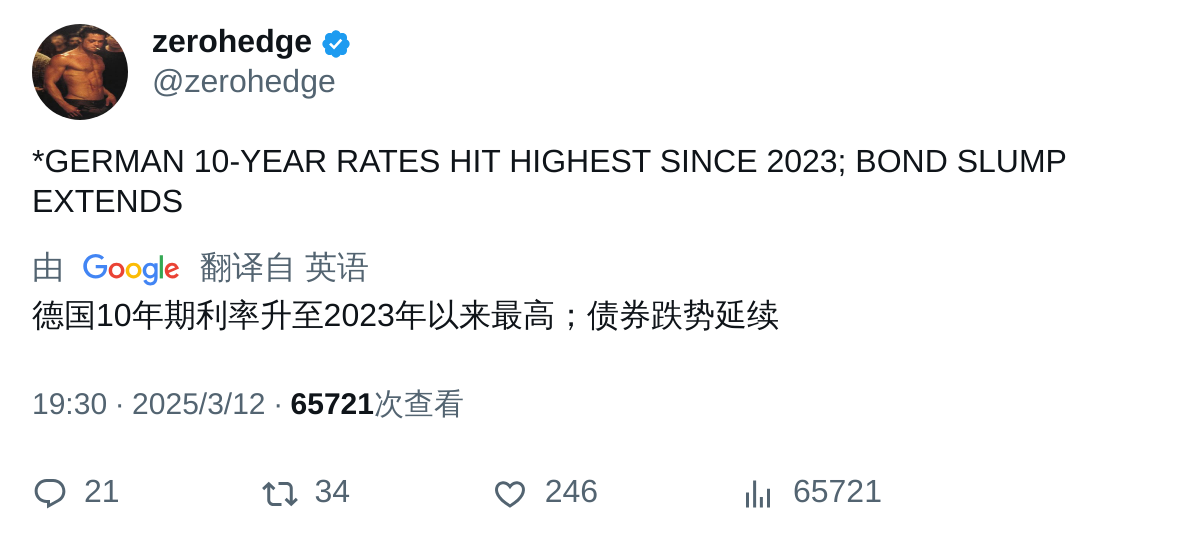 zerohedge
@zerohedge
*GERMAN 10-YEAR RATES HIT HIGHEST SINCE 2023; BOND SLUMP
EXTENDS
由 Google 翻译自 英语
德国10年期利率升至2023年以来最高；债券跌势延续
19:30 · 2025/3/12 · 65721次查看
21 34 246 65721